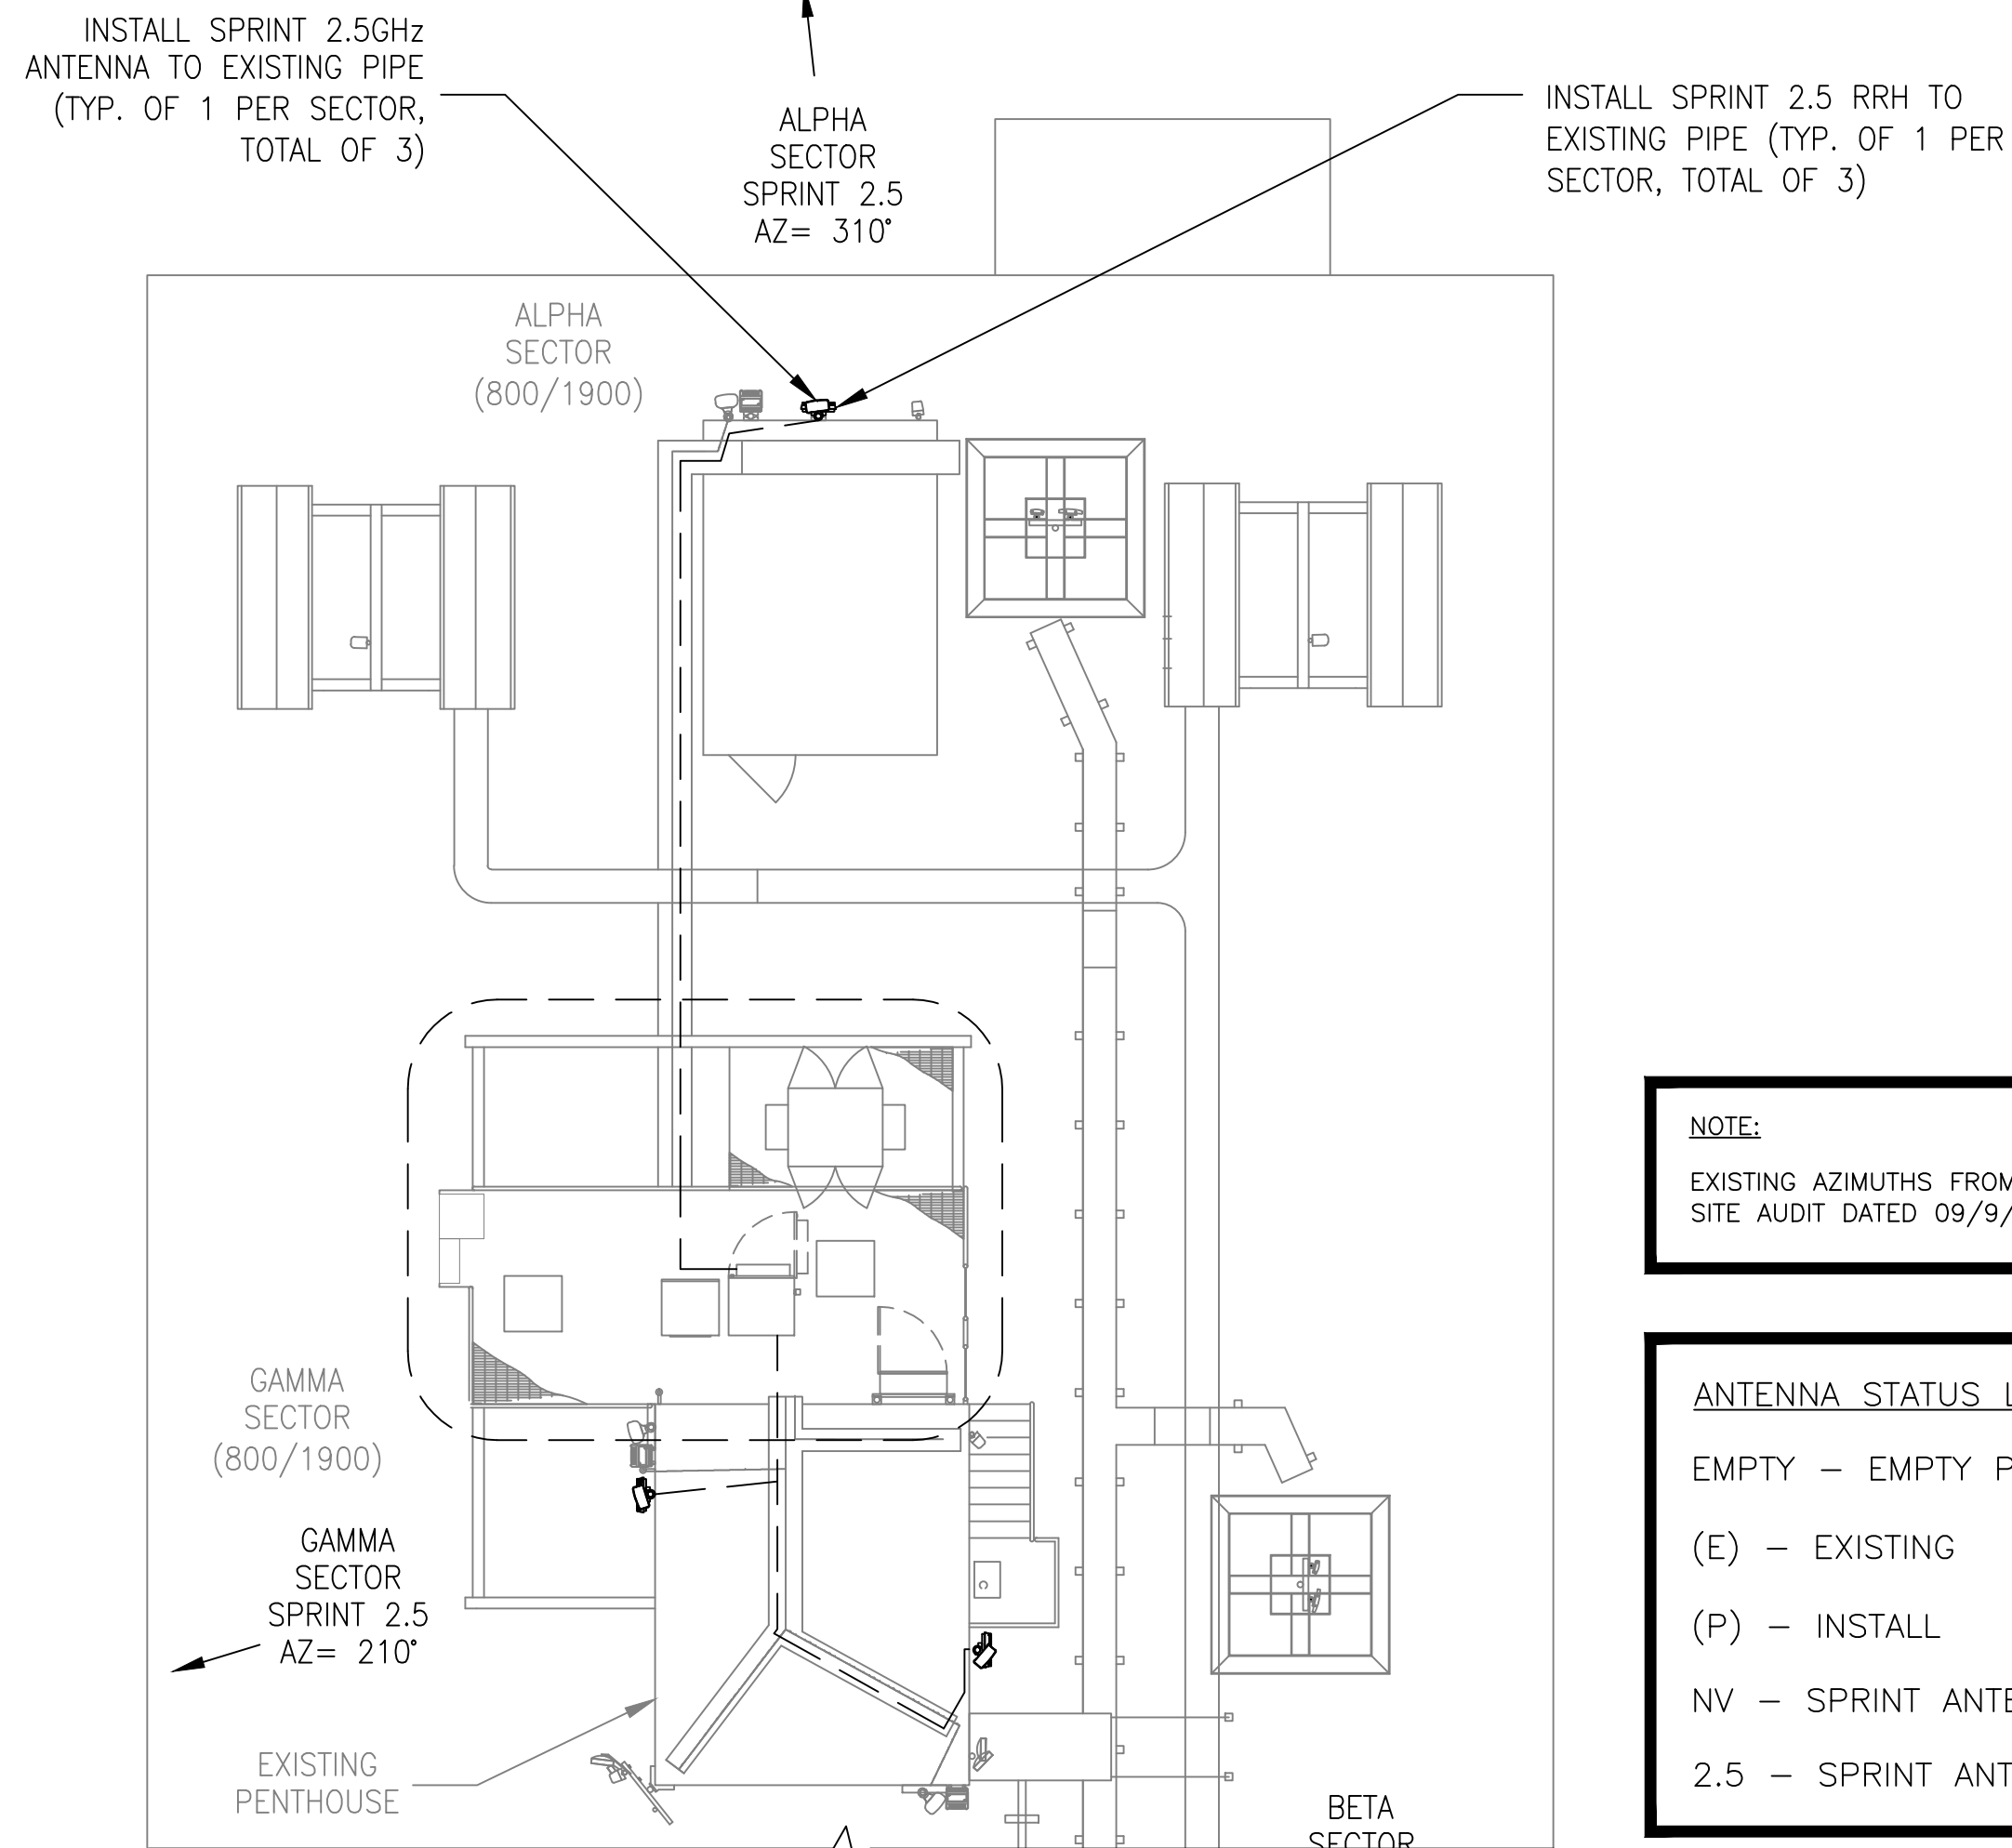 INSTALL SPRINT 2.5GHz
ANTENNA TO EXISTING PIPE
(TYP. OF 1 PER SECTOR,
TOTAL OF 3)
ALPHA
SECTOR
SPRINT 2.5
AZ= 310°
INSTALL SPRINT 2.5 RRH TO
EXISTING PIPE (TYP. OF 1 PER
SECTOR, TOTAL OF 3)
ALPHA
SECTOR
(800/1900)
NOTE:
EXISTING AZIMUTHS FROM
SITE AUDIT DATED 09/9/
GAMMA
SECTOR
(800/1900)
GAMMA
SECTOR
SPRINT 2.5
AZ= 210°
EXISTING
PENTHOUSE
ANTENNA STATUS L
EMPTY – EMPTY P
(E) – EXISTING
(P) – INSTALL
NV – SPRINT ANTE
2.5 – SPRINT ANT
BETA
SECTOR